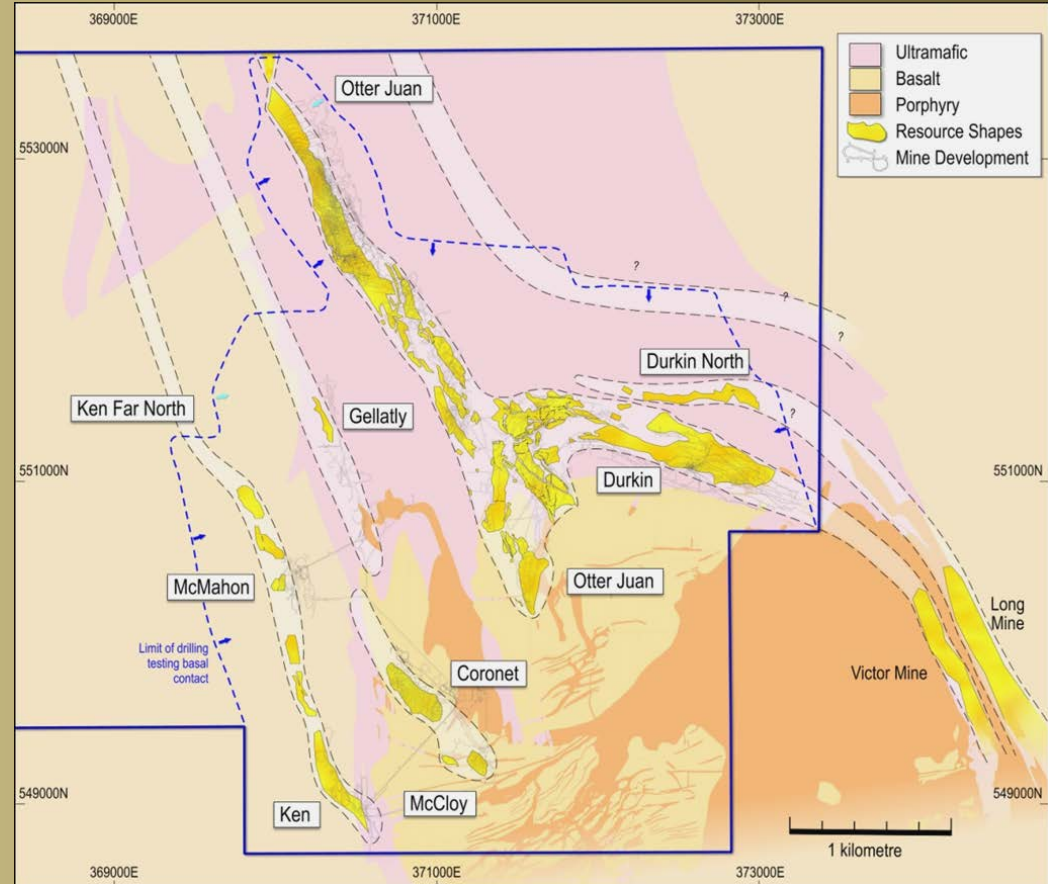 369000E
371000E
373000E
Ultramafic
Basalt
Porphyry
Resource Shapes
Mine Development
Otter Juan
553000N
?
?
?
Durkin North
Ken Far North
Gellatly
?
551000N
551000N
Durkin
McMahon
Otter Juan
Long
Mine
Limit of drilling
testing basal
contact
Coronet
Victor Mine
549000N
549000N
Ken
McCloy
1 kilometre
369000E
371000E
373000E